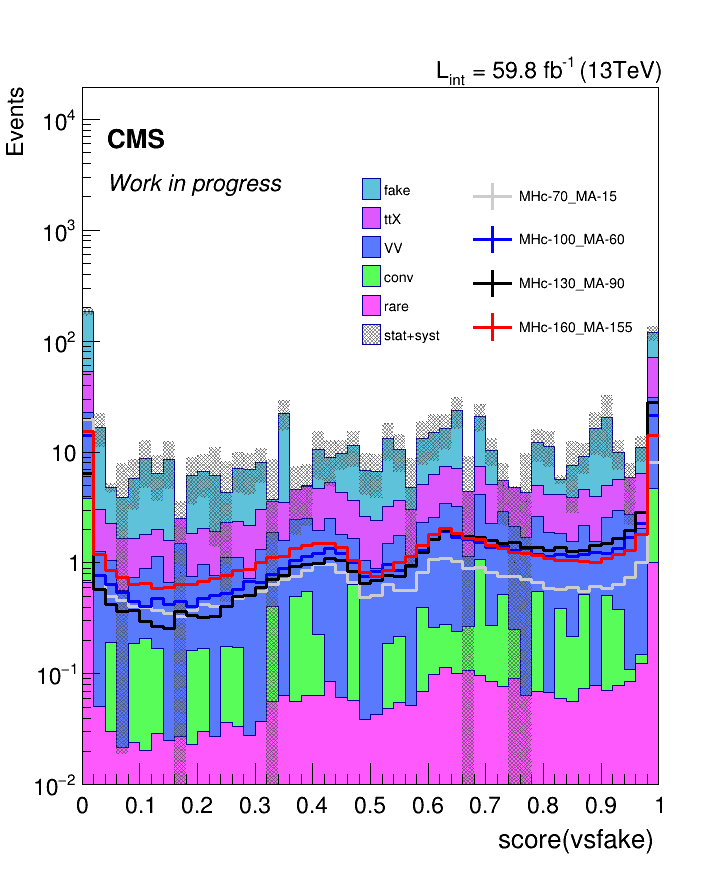 L_int = 59.8 fb^-1 (13TeV)
Events
CMS
Work in progress
fake
ttX
VV
conv
rare
stat+syst
MHc-70_MA-15
MHc-100_MA-60
MHc-130_MA-90
MHc-160_MA-155
10^4
10^3
10^2
10
1
10^−1
10^−2
0 0.1 0.2 0.3 0.4 0.5 0.6 0.7 0.8 0.9 1
score(vsfake)